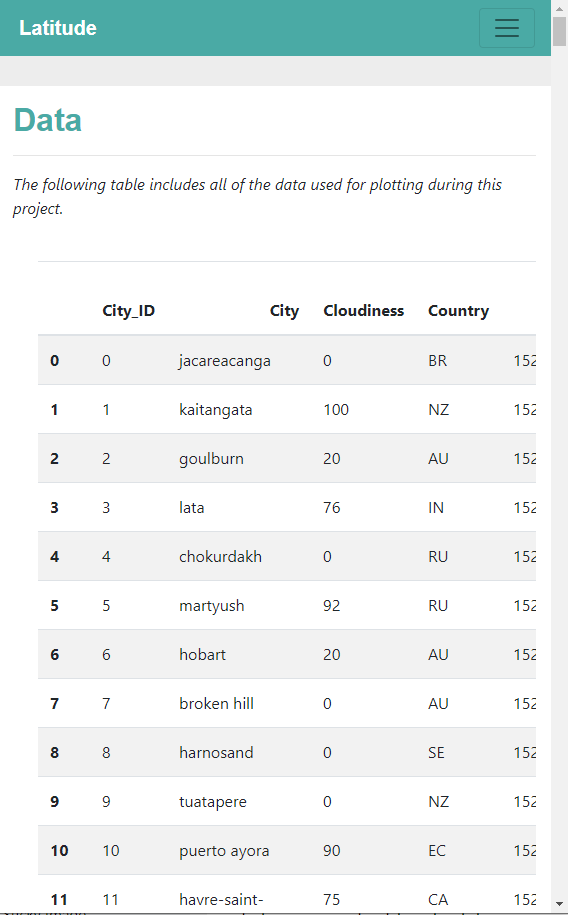 Latitude
Data
The following table includes all of the data used for plotting during this
project.
City_ID City Cloudiness Country
0 0 jacareacanga 0 BR 152
1 1 kaitangata 100 NZ 152
2 2 goulburn 20 AU 152
3 3 lata 76 IN 152
4 4 chokurdakh 0 RU 152
5 5 martyush 92 RU 152
6 6 hobart 20 AU 152
7 7 broken hill 0 AU 152
8 8 harnosand 0 SE 152
9 9 tuatapere 0 NZ 152
10 10 puerto ayora 90 EC 152
11 11 havre-saint- 75 CA 152